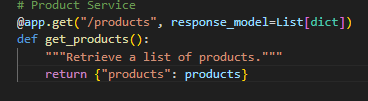 # Product Service
@app.get("/products", response_model=List[dict])
def get_products():
    """Retrieve a list of products."""
    return {"products": products}